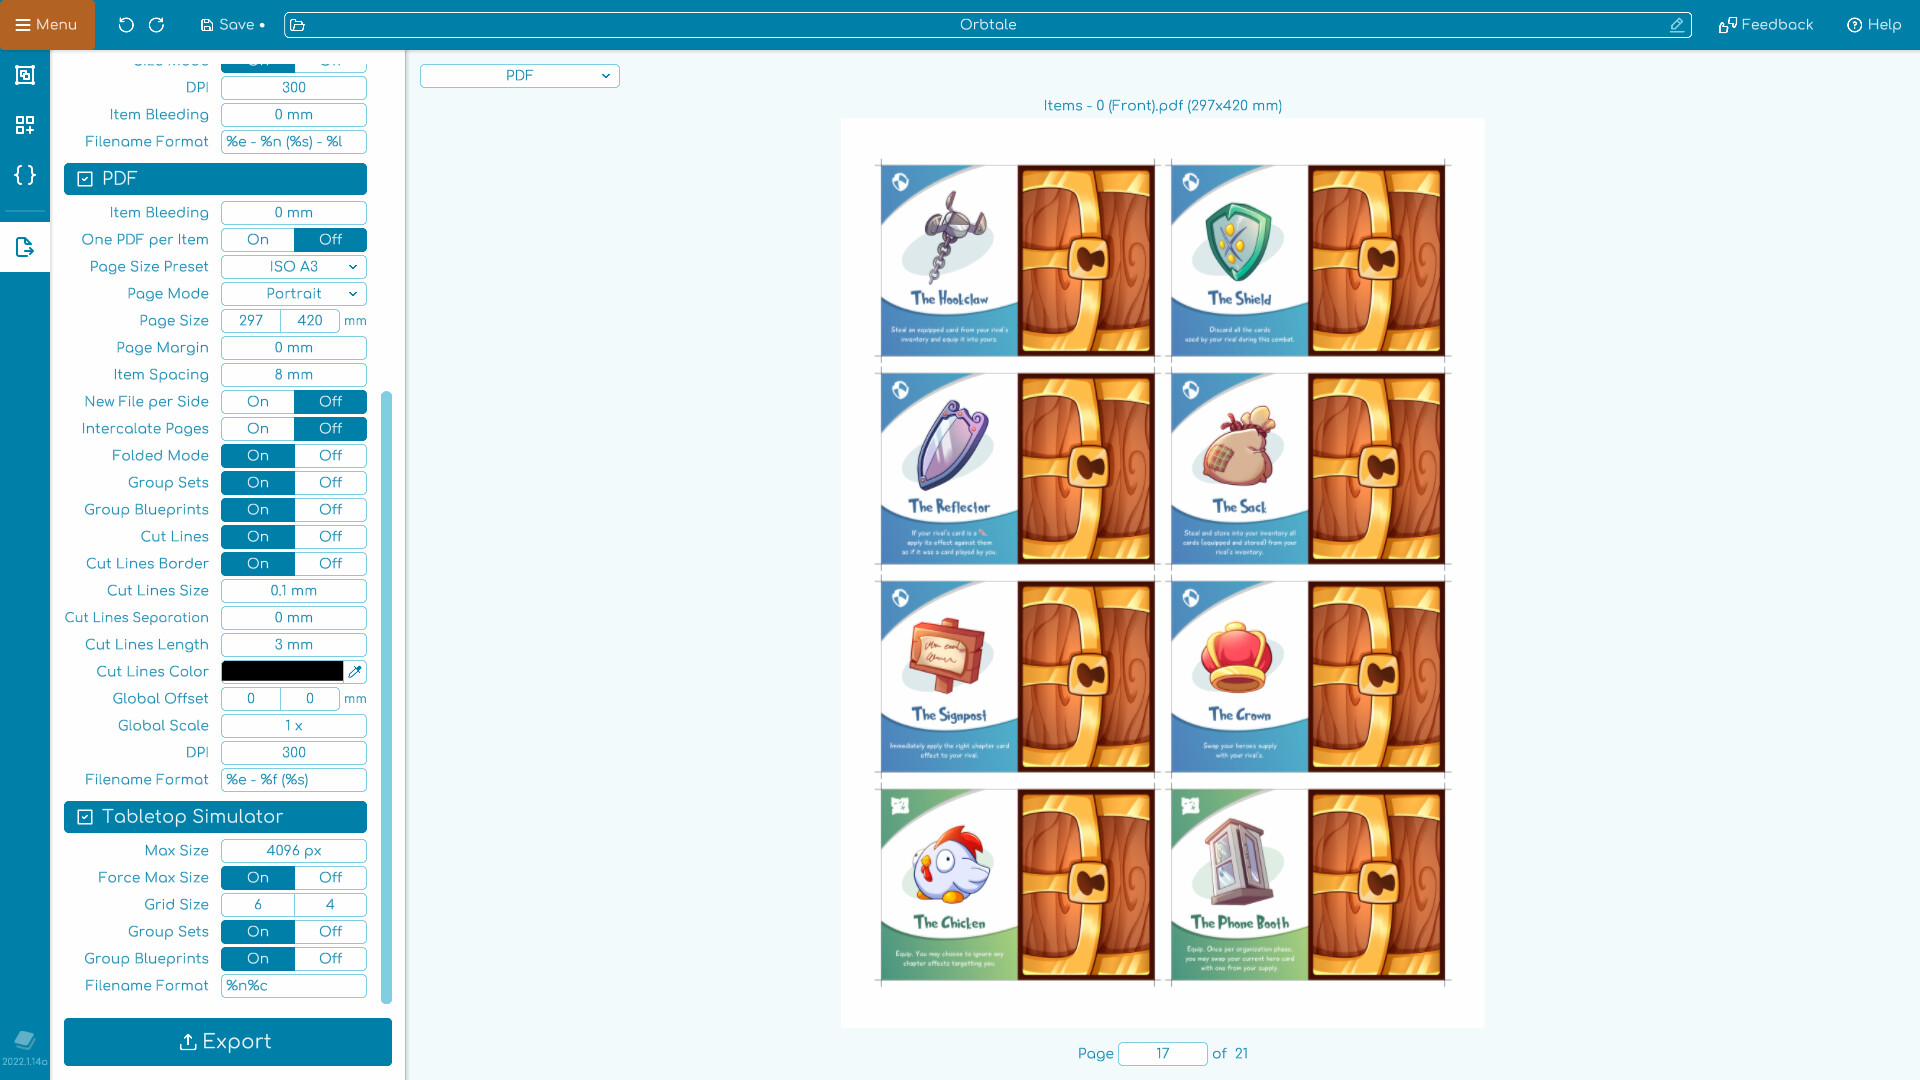 Menu
Save •
Orbtale
Feedback
Help
DPI 300
Item Bleeding 0 mm
Filename Format %e - %n (%s) - %l
PDF
Item Bleeding 0 mm
One PDF per Item On Off
Page Size Preset ISO A3
Page Mode Portrait
Page Size 297 420 mm
Page Margin 0 mm
Item Spacing 8 mm
New File per Side On Off
Intercalate Pages On Off
Folded Mode On Off
Group Sets On Off
Group Blueprints On Off
Cut Lines On Off
Cut Lines Border On Off
Cut Lines Size 0.1 mm
Cut Lines Separation 0 mm
Cut Lines Length 3 mm
Cut Lines Color
Global Offset 0 0 mm
Global Scale 1 x
DPI 300
Filename Format %e - %f (%s)
Tabletop Simulator
Max Size 4096 px
Force Max Size On Off
Grid Size 6 4
Group Sets On Off
Group Blueprints On Off
Filename Format %n%c
Export
2022.1.14a
PDF
Items - 0 (Front).pdf (297x420 mm)
The Hookclaw
Steal an equipped card from your rival's
inventory and equip it into yours.
The Shield
Discard all the cards
used by your rival during this combat.
The Reflector
If your rival's card is a
apply its effect against them
as if it was a card played by you.
The Sack
Steal and store into your inventory all
cards (equipped and stored) from your
rival's inventory.
The Signpost
Immediately apply the right chapter card
effect to your rival.
The Crown
Swap your heroes supply
with your rival's.
The Chicken
Equip. You may choose to ignore any
chapter effects targetting you.
The Phone Booth
Equip. Once per organization phase,
you may swap your current hero card
with one from your supply.
Page 17 of 21